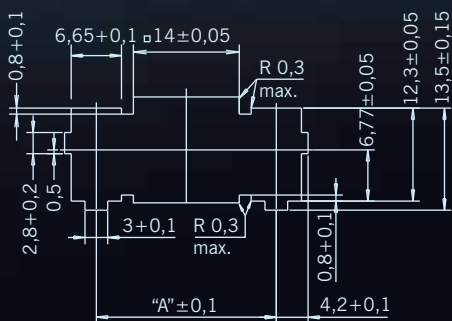 6,65+0,1
▫14±0,05
0,8+0,1
R 0,3
max.
6,77±0,05
12,3±0,05
13,5±0,15
2,8+0,2
0,5
3+0,1
R 0,3
max.
0,8+0,1
“A”±0,1
4,2+0,1